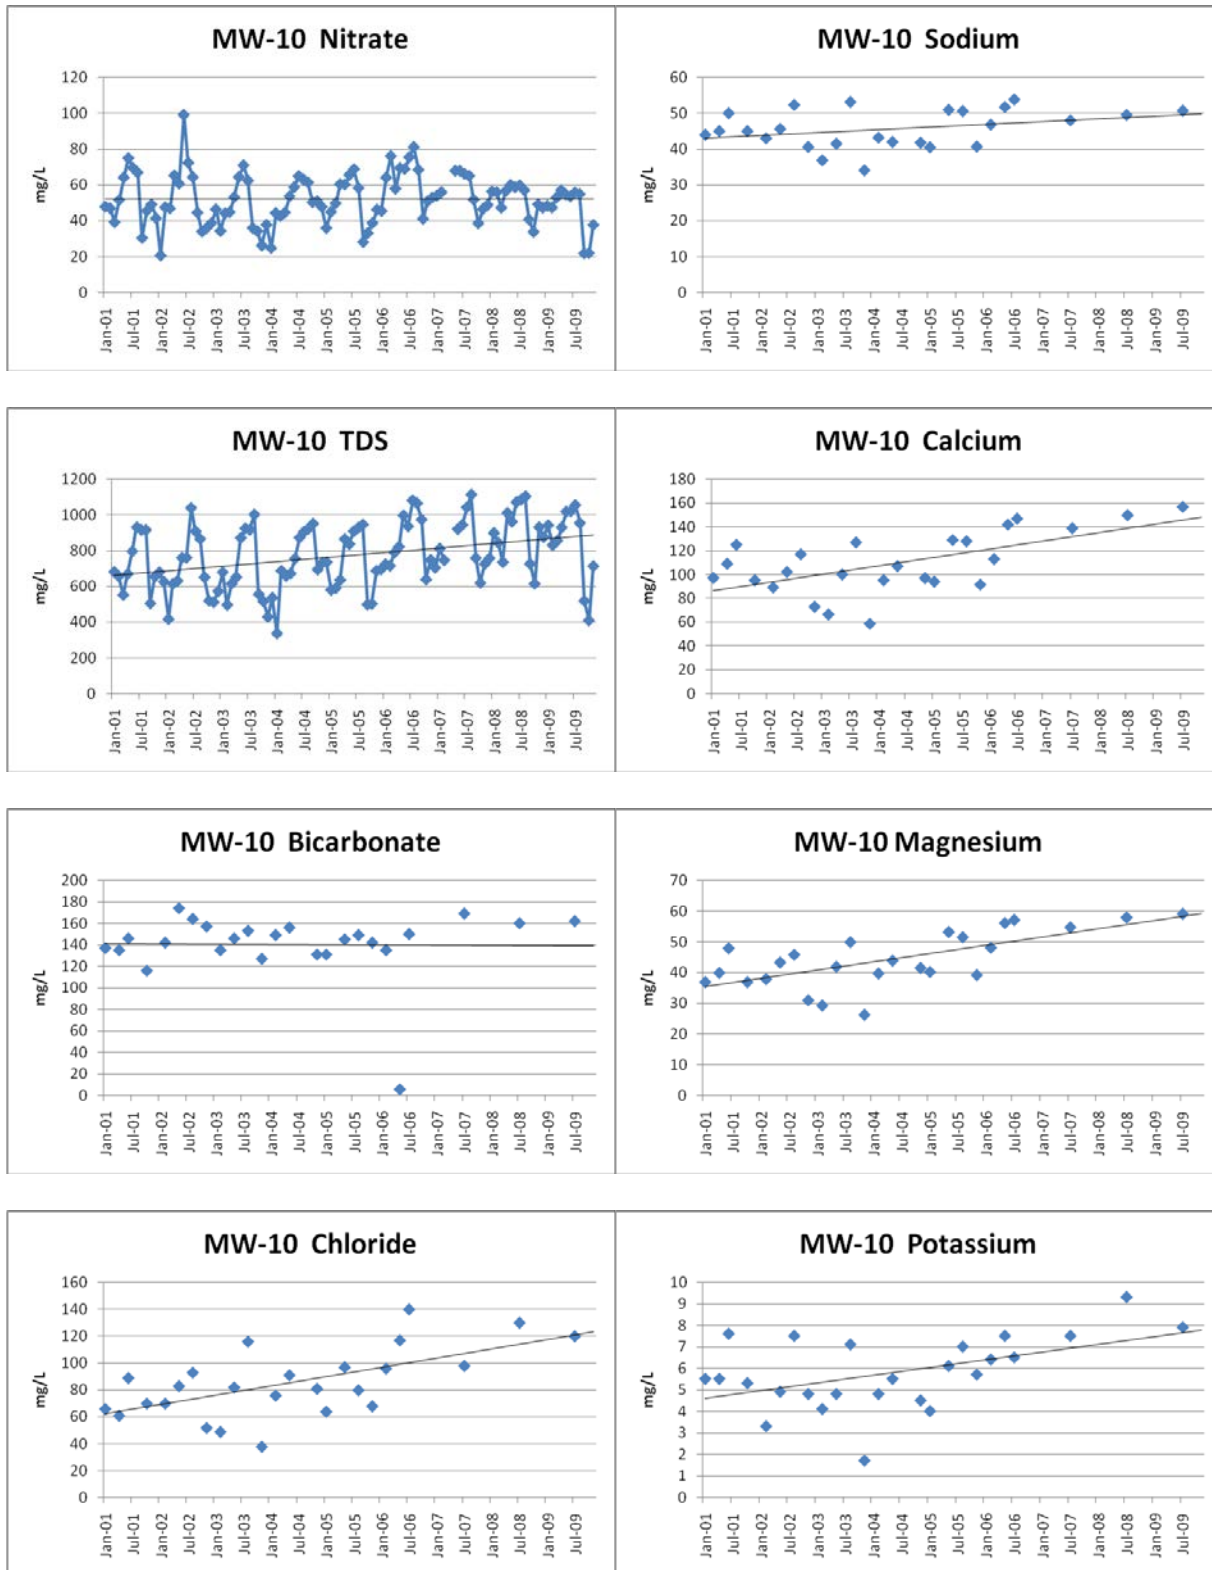 MW-10 Nitrate
120
100
80
60
40
20
0
mg/L
Jan-01
Jul-01
Jan-02
Jul-02
Jan-03
Jul-03
Jan-04
Jul-04
Jan-05
Jul-05
Jan-06
Jul-06
Jan-07
Jul-07
Jan-08
Jul-08
Jan-09
Jul-09
MW-10 Sodium
60
50
40
30
20
10
0
mg/L
Jan-01
Jul-01
Jan-02
Jul-02
Jan-03
Jul-03
Jan-04
Jul-04
Jan-05
Jul-05
Jan-06
Jul-06
Jan-07
Jul-07
Jan-08
Jul-08
Jan-09
Jul-09
MW-10 TDS
1200
1000
800
600
400
200
0
mg/L
Jan-01
Jul-01
Jan-02
Jul-02
Jan-03
Jul-03
Jan-04
Jul-04
Jan-05
Jul-05
Jan-06
Jul-06
Jan-07
Jul-07
Jan-08
Jul-08
Jan-09
Jul-09
MW-10 Calcium
180
160
140
120
100
80
60
40
20
0
mg/L
Jan-01
Jul-01
Jan-02
Jul-02
Jan-03
Jul-03
Jan-04
Jul-04
Jan-05
Jul-05
Jan-06
Jul-06
Jan-07
Jul-07
Jan-08
Jul-08
Jan-09
Jul-09
MW-10 Bicarbonate
200
180
160
140
120
100
80
60
40
20
0
mg/L
Jan-01
Jul-01
Jan-02
Jul-02
Jan-03
Jul-03
Jan-04
Jul-04
Jan-05
Jul-05
Jan-06
Jul-06
Jan-07
Jul-07
Jan-08
Jul-08
Jan-09
Jul-09
MW-10 Magnesium
70
60
50
40
30
20
10
0
mg/L
Jan-01
Jul-01
Jan-02
Jul-02
Jan-03
Jul-03
Jan-04
Jul-04
Jan-05
Jul-05
Jan-06
Jul-06
Jan-07
Jul-07
Jan-08
Jul-08
Jan-09
Jul-09
MW-10 Chloride
160
140
120
100
80
60
40
20
0
mg/L
Jan-01
Jul-01
Jan-02
Jul-02
Jan-03
Jul-03
Jan-04
Jul-04
Jan-05
Jul-05
Jan-06
Jul-06
Jan-07
Jul-07
Jan-08
Jul-08
Jan-09
Jul-09
MW-10 Potassium
10
9
8
7
6
5
4
3
2
1
0
mg/L
Jan-01
Jul-01
Jan-02
Jul-02
Jan-03
Jul-03
Jan-04
Jul-04
Jan-05
Jul-05
Jan-06
Jul-06
Jan-07
Jul-07
Jan-08
Jul-08
Jan-09
Jul-09